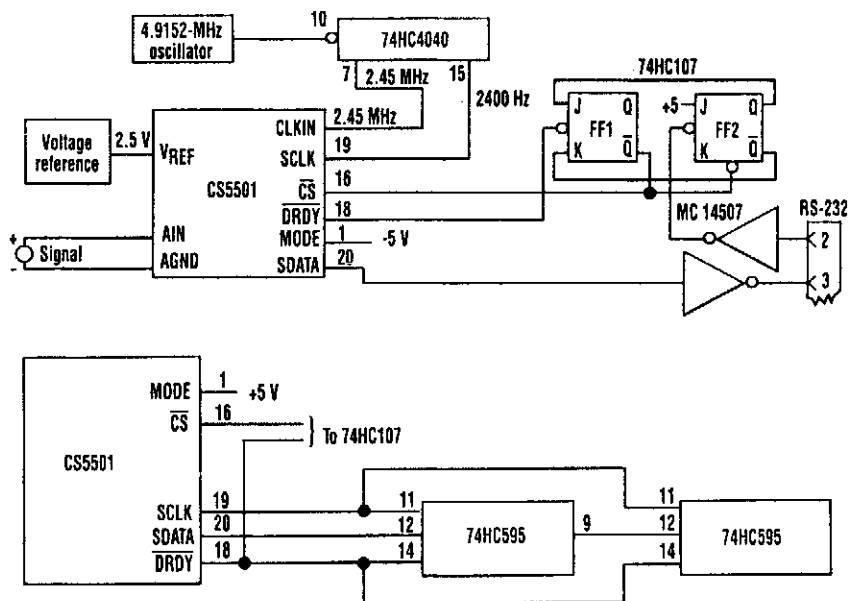 4.9152-MHz
oscillator
10
74HC4040
7
15
2.45 MHz
2400 Hz
74HC107
Voltage
reference
2.5 V
VREF
CLKIN
2.45 MHz
19
SCLK
16
CS
18
DRDY
1
MODE
-5 V
20
SDATA
CS5501
AIN
AGND
+
Signal
-
J
Q
FF1
K
Q
+5
J
Q
FF2
K
Q
MC 14507
RS-232
2
3
CS5501
MODE
1
+5 V
16
CS
} To 74HC107
19
SCLK
20
SDATA
18
DRDY
11
12
14
74HC595
9
11
12
14
74HC595